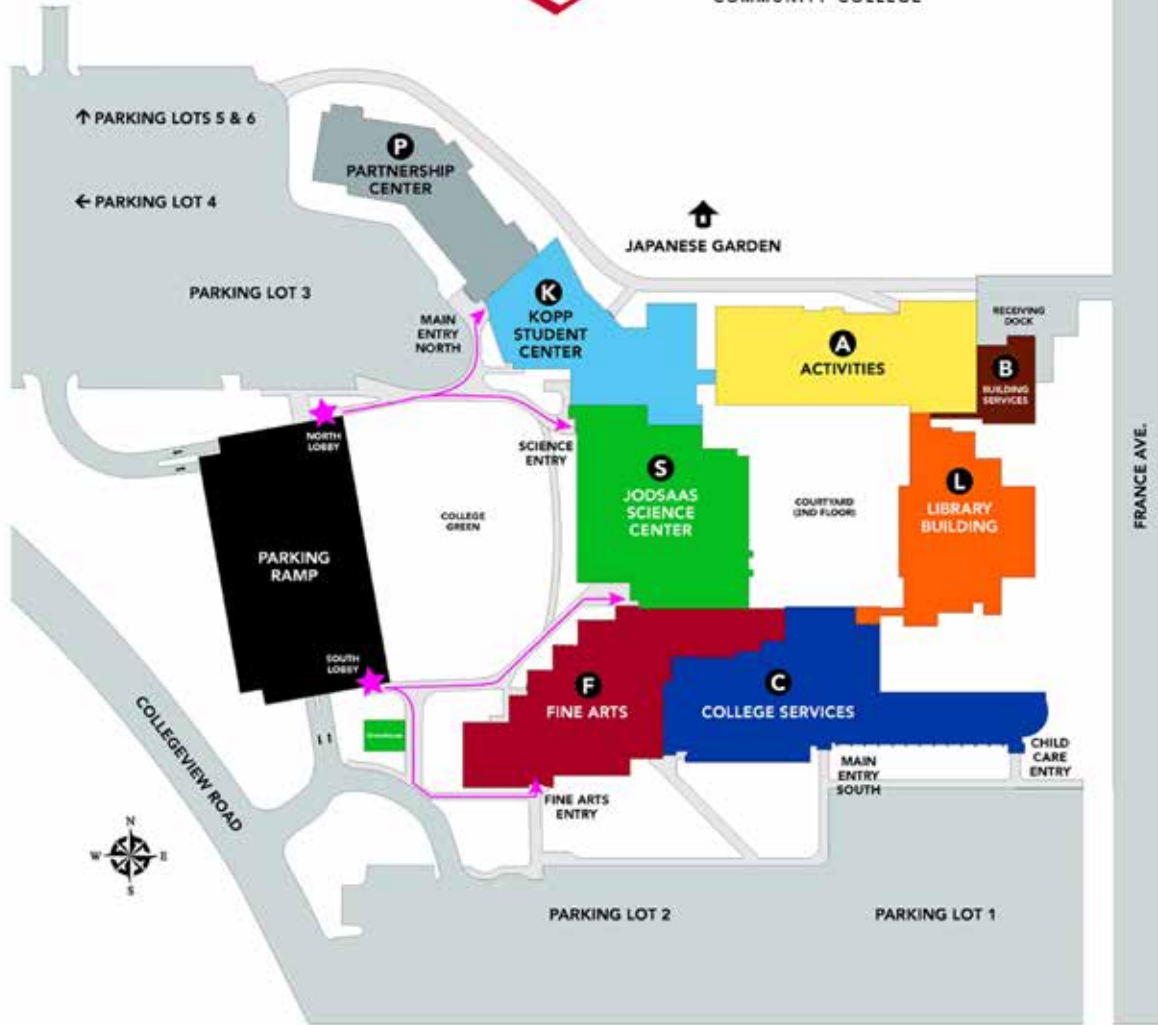 COMMUNITY COLLEGE
↑ PARKING LOTS 5 & 6
← PARKING LOT 4
PARKING LOT 3
P
PARTNERSHIP
CENTER
JAPANESE GARDEN
K
KOPP
STUDENT
CENTER
MAIN
ENTRY
NORTH
A
ACTIVITIES
RECEIVING
DOCK
B
BUILDING
SERVICES
NORTH
LOBBY
SCIENCE
ENTRY
S
JODSAAS
SCIENCE
CENTER
COURTYARD
(2ND FLOOR)
L
LIBRARY
BUILDING
FRANCE AVE.
COLLEGE
GREEN
PARKING
RAMP
SOUTH
LOBBY
F
FINE ARTS
C
COLLEGE SERVICES
COLLEGEVIEW ROAD
MAIN
ENTRY
SOUTH
CHILD
CARE
ENTRY
FINE ARTS
ENTRY
N
W
E
S
PARKING LOT 2
PARKING LOT 1